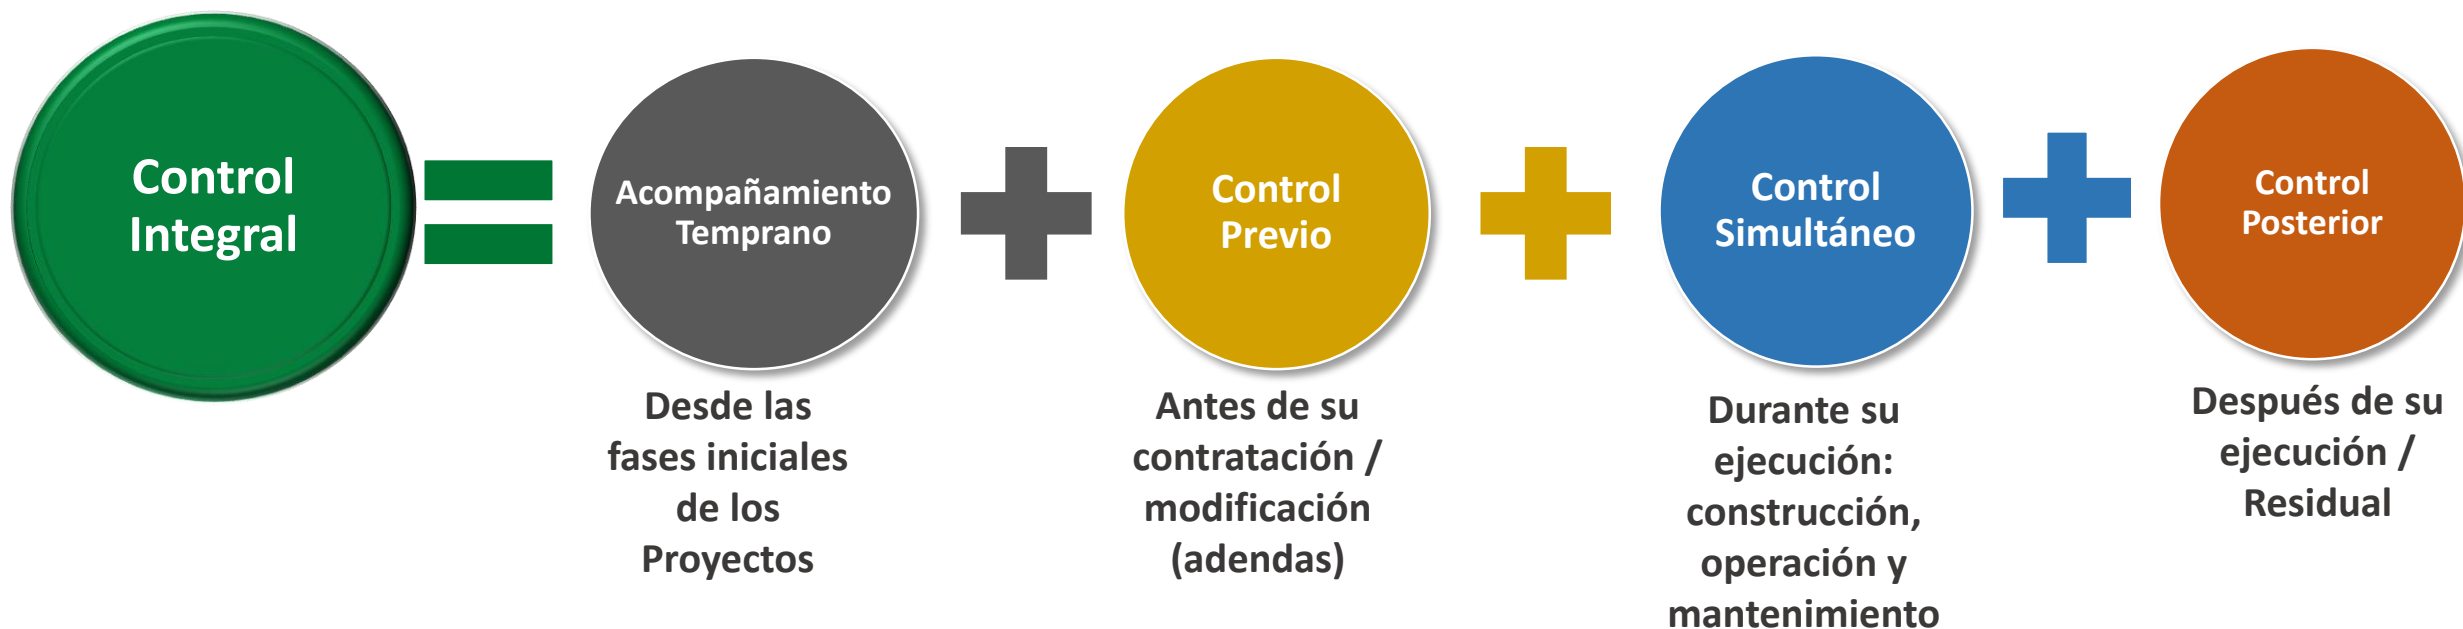 Control
Integral
Acompañamiento
Temprano
Desde las
fases iniciales
de los
Proyectos
Control
Previo
Antes de su
contratación /
modificación
(adendas)
Control
Simultáneo
Durante su
ejecución:
construcción,
operación y
mantenimiento
Control
Posterior
Después de su
ejecución /
Residual